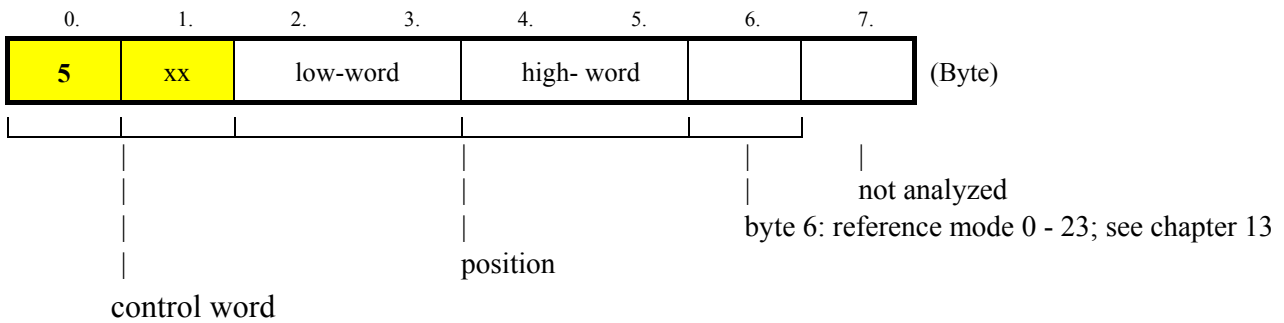 0. 1. 2. 3. 4. 5. 6. 7.
5 xx low-word high- word (Byte)
not analyzed
byte 6: reference mode 0 - 23; see chapter 13
position
control word